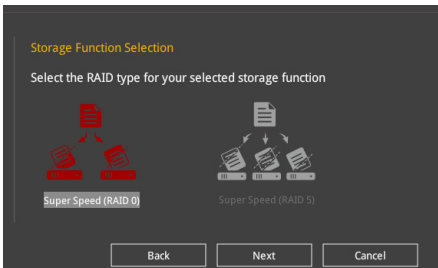 Storage Function Selection
Select the RAID type for your selected storage function
Super Speed (RAID 0)
Super Speed (RAID 5)
Back
Next
Cancel